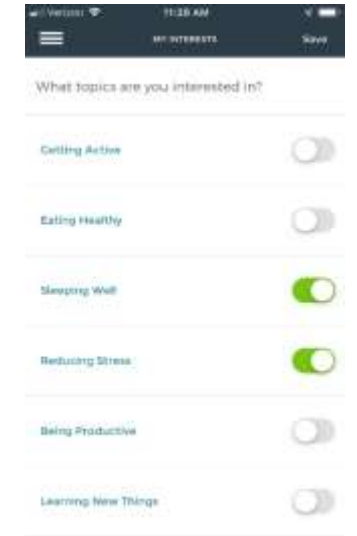 Verizon 11:28 AM
MY INTERESTS Save
What topics are you interested in?
Getting Active
Eating Healthy
Sleeping Well
Reducing Stress
Being Productive
Learning New Things